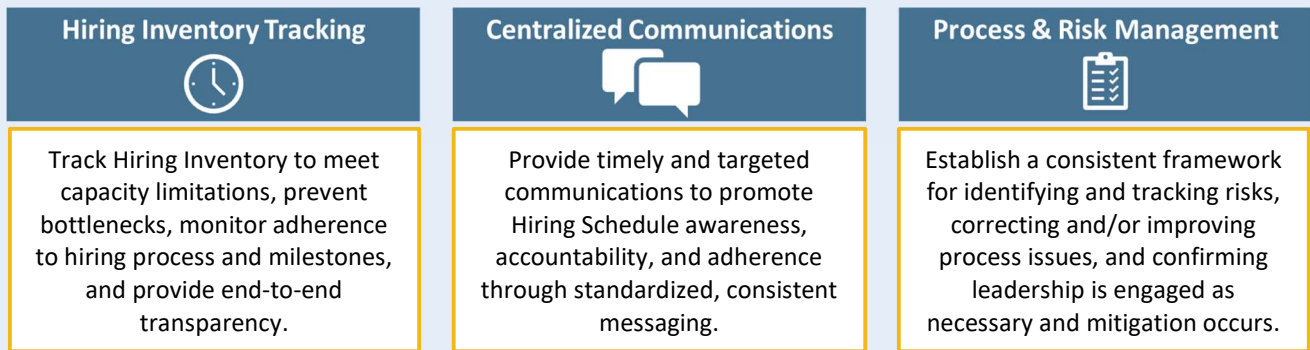 Hiring Inventory Tracking
Track Hiring Inventory to meet
capacity limitations, prevent
bottlenecks, monitor adherence
to hiring process and milestones,
and provide end-to-end
transparency.
Centralized Communications
Provide timely and targeted
communications to promote
Hiring Schedule awareness,
accountability, and adherence
through standardized, consistent
messaging.
Process & Risk Management
Establish a consistent framework
for identifying and tracking risks,
correcting and/or improving
process issues, and confirming
leadership is engaged as
necessary and mitigation occurs.